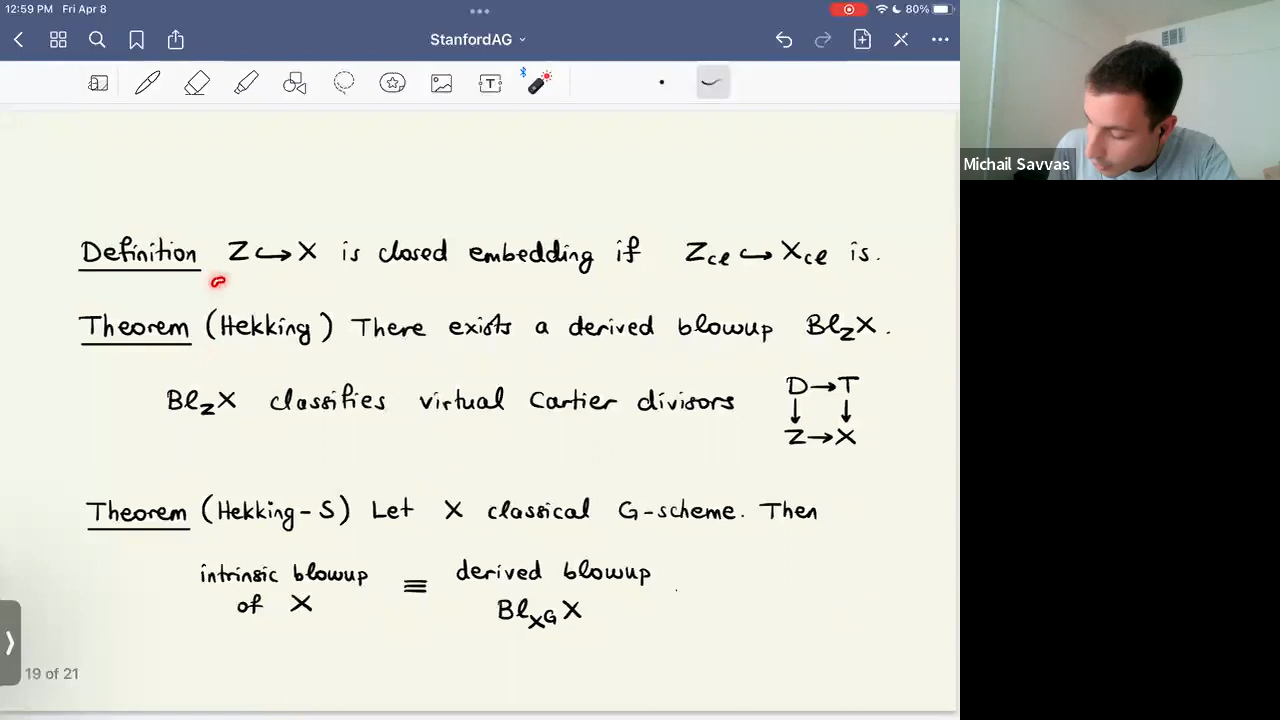 12:59 PM Fri Apr 8
80%
StanfordAG
Michail Savvas
Definition Z ↪ X is closed embedding if Z_cl ↪ X_cl is.
Theorem (Hekking) There exists a derived blowup Bl_Z X.
Bl_Z X classifies virtual Cartier divisors
D → T
↓ ↓
Z → X
Theorem (Hekking - S) Let X classical G-scheme. Then
intrinsic blowup of X ≡ derived blowup Bl_{X^G} X
19 of 21